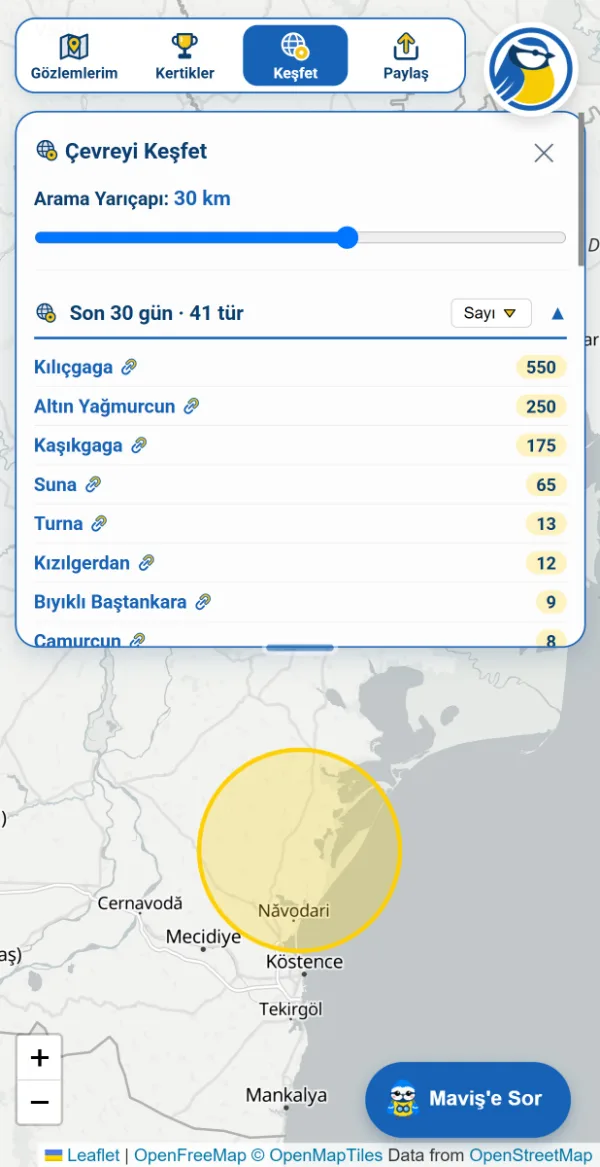 Gözlemlerim Kertikler Keşfet Paylaş
Çevreyi Keşfet
Arama Yarıçapı: 30 km
Son 30 gün · 41 tür Sayı
Kılıçgaga 550
Altın Yağmurcun 250
Kaşıkgaga 175
Suna 65
Turna 13
Kızılgerdan 12
Bıyıklı Baştankara 9
Çamurçun 8
Cernavodă
Năvodari
Mecidiye
Köstence
Tekirgöl
Mankalya
+
−
Maviş'e Sor
Leaflet | OpenFreeMap © OpenMapTiles Data from OpenStreetMap